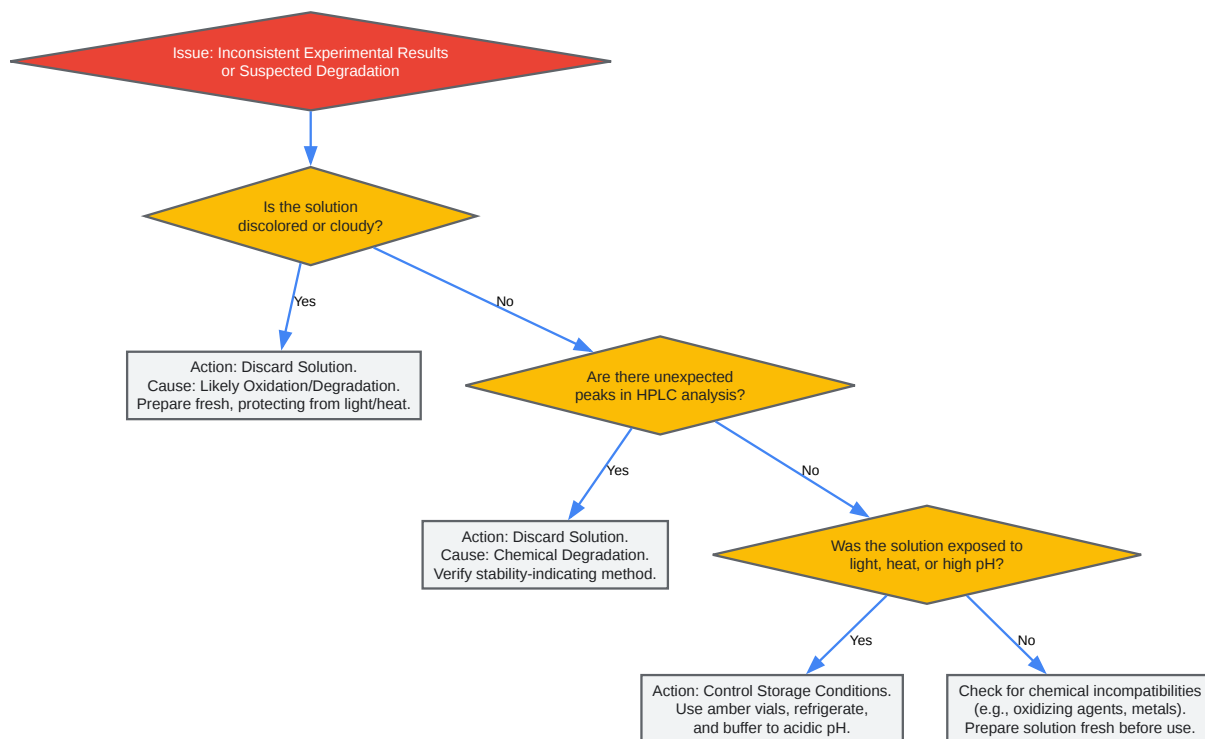 Issue: Inconsistent Experimental Results
or Suspected Degradation
Is the solution
discolored or cloudy?
Yes
No
Action: Discard Solution.
Cause: Likely Oxidation/Degradation.
Prepare fresh, protecting from light/heat.
Are there unexpected
peaks in HPLC analysis?
Yes
No
Action: Discard Solution.
Cause: Chemical Degradation.
Verify stability-indicating method.
Was the solution exposed to
light, heat, or high pH?
Yes
No
Action: Control Storage Conditions.
Use amber vials, refrigerate,
and buffer to acidic pH.
Check for chemical incompatibilities
(e.g., oxidizing agents, metals).
Prepare solution fresh before use.